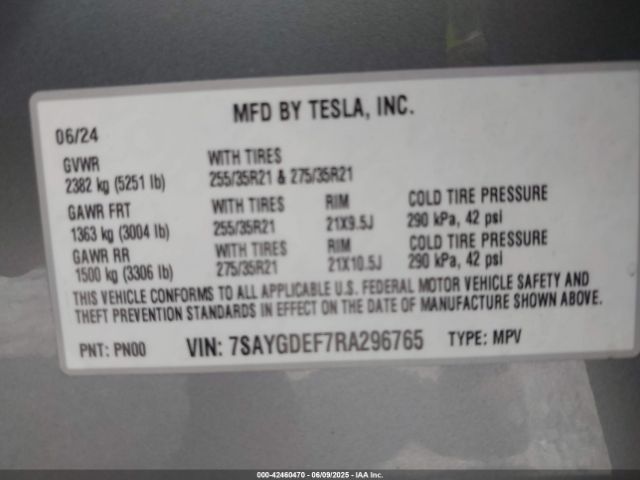 MFD BY TESLA, INC.
06/24
GVWR WITH TIRES
2382 kg (5251 lb) 255/35R21 & 275/35R21
GAWR FRT WITH TIRES RIM COLD TIRE PRESSURE
1363 kg (3004 lb) 255/35R21 21X9.5J 290 kPa, 42 psi
GAWR RR WITH TIRES RIM COLD TIRE PRESSURE
1500 kg (3306 lb) 275/35R21 21X10.5J 290 kPa, 42 psi
THIS VEHICLE CONFORMS TO ALL APPLICABLE U.S. FEDERAL MOTOR VEHICLE SAFETY AND
THEFT PREVENTION STANDARDS IN EFFECT ON THE DATE OF MANUFACTURE SHOWN ABOVE.
PNT: PN00 VIN: 7SAYGDEF7RA296765 TYPE: MPV
000-42460470 - 06/09/2025 - IAA Inc.